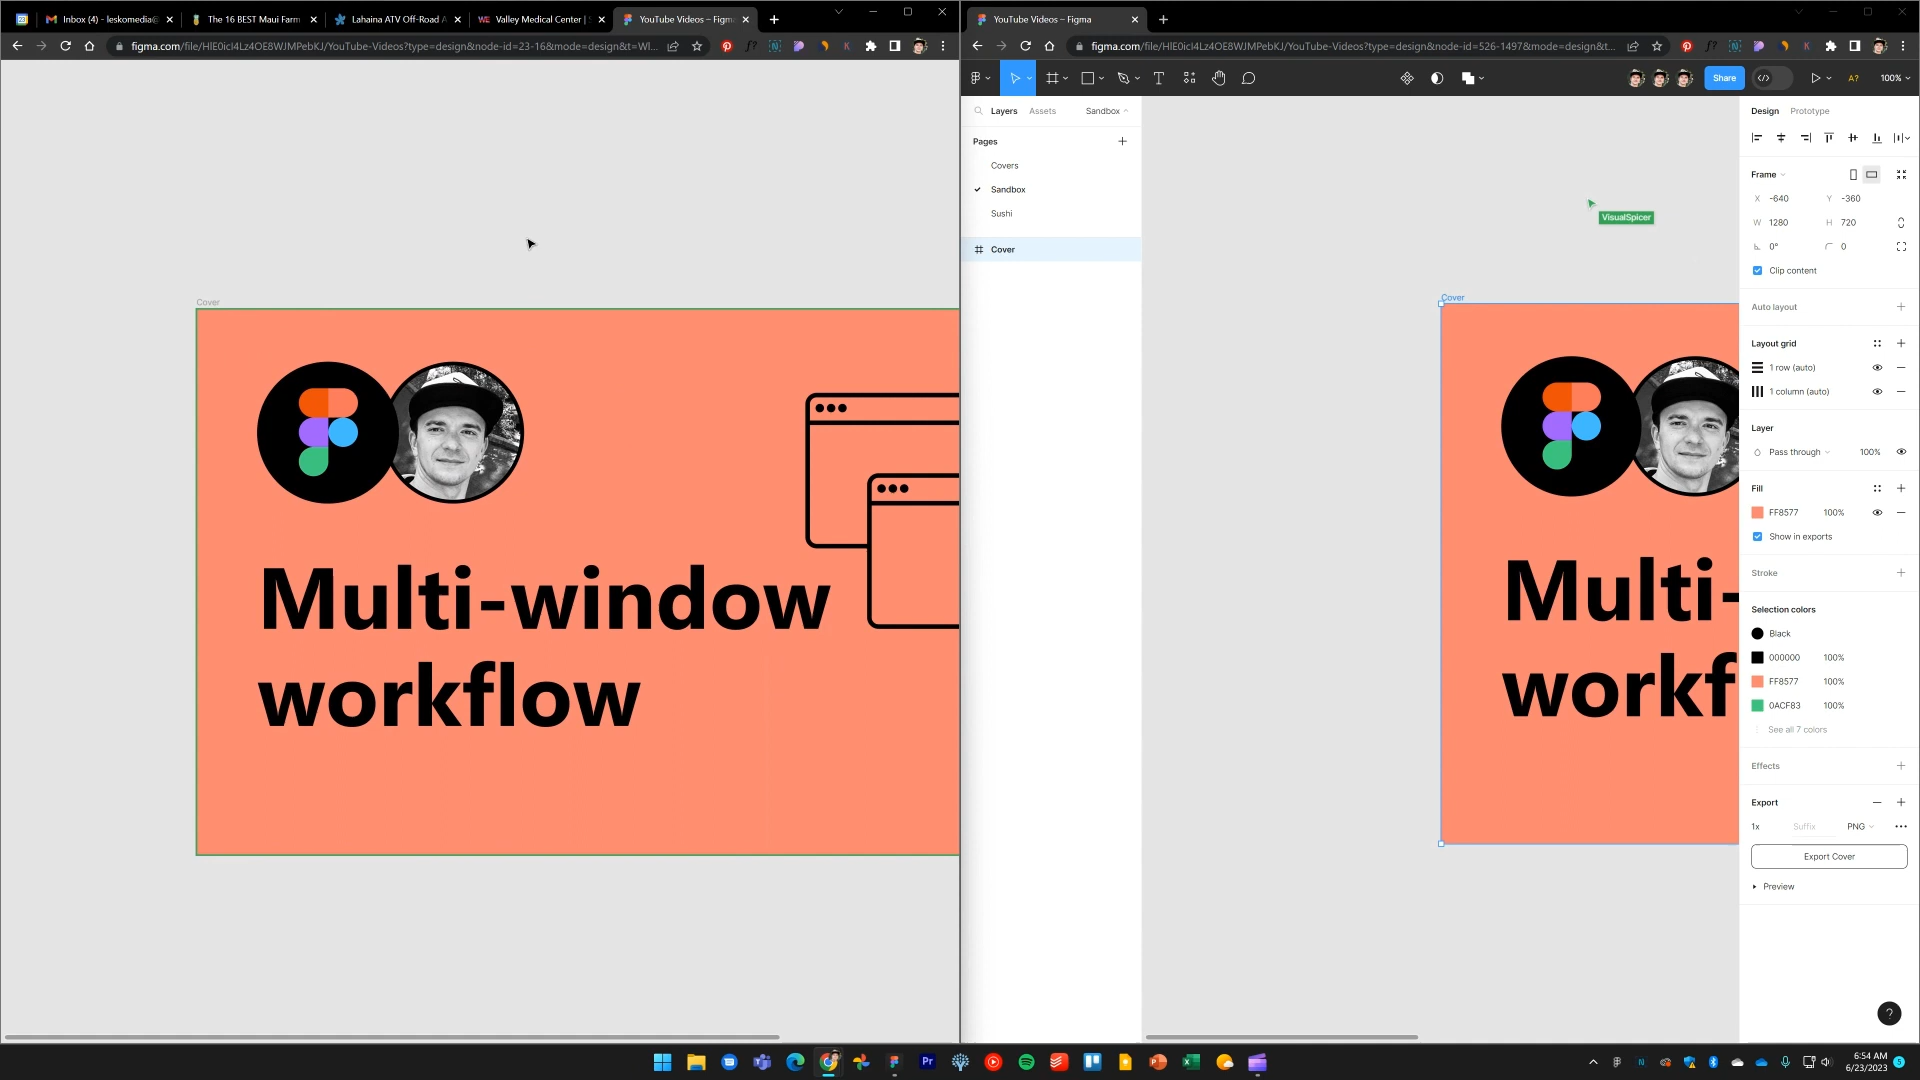 Inbox (4) - leskomedia@
The 16 BEST Maui Farm
Lahaina ATV Off-Road A
WE Valley Medical Center | S
YouTube Videos – Figma
figma.com/file/HlE0icI4Lz4OE8WJMPebKJ/YouTube-Videos?type=design&node-id=23-16&mode=design&t=Wl...
Cover
Multi-window
workflow
YouTube Videos – Figma
figma.com/file/HlE0icI4Lz4OE8WJMPebKJ/YouTube-Videos?type=design&node-id=526-1497&mode=design&t...
Share
A?
100%
Layers
Assets
Sandbox
Pages
Covers
Sandbox
Sushi
Cover
VisualSpicer
Cover
Multi-
workf
Design
Prototype
Frame
X -640
Y -360
W 1280
H 720
0°
0
Clip content
Auto layout
Layout grid
1 row (auto)
1 column (auto)
Layer
Pass through
100%
Fill
FF8577 100%
Show in exports
Stroke
Selection colors
Black
000000 100%
FF8577 100%
0ACF83 100%
See all 7 colors
Effects
Export
1x
Suffix
PNG
Export Cover
Preview
?
Pr
6:54 AM
6/23/2023
5